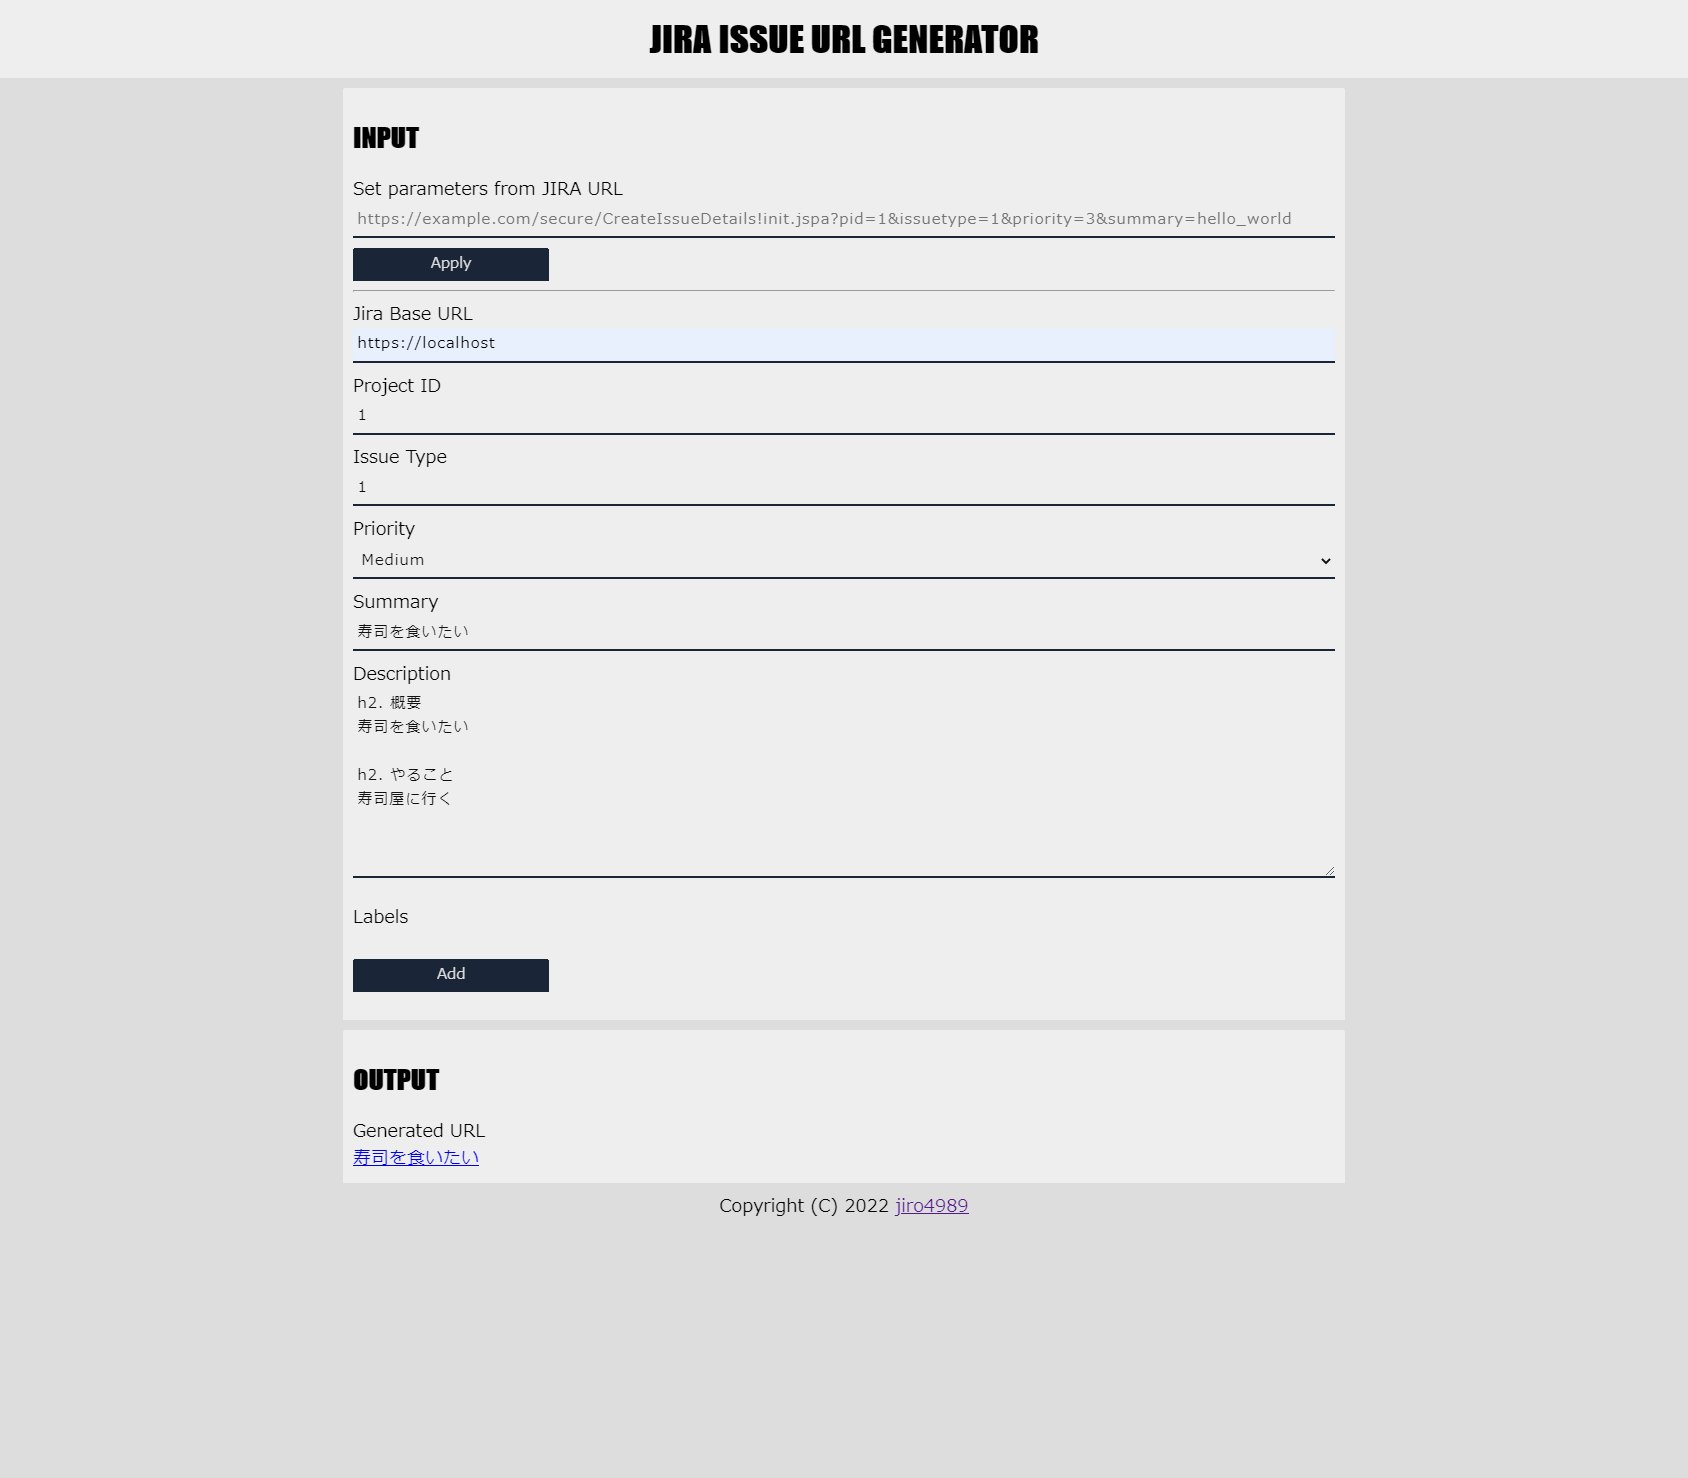 JIRA ISSUE URL GENERATOR
INPUT
Set parameters from JIRA URL
https://example.com/secure/CreateIssueDetails!init.jspa?pid=1&issuetype=1&priority=3&summary=hello_world
Apply
Jira Base URL
https://localhost
Project ID
1
Issue Type
1
Priority
Medium
Summary
寿司を食いたい
Description
h2. 概要
寿司を食いたい
h2. やること
寿司屋に行く
Labels
Add
OUTPUT
Generated URL
寿司を食いたい
Copyright (C) 2022 jiro4989